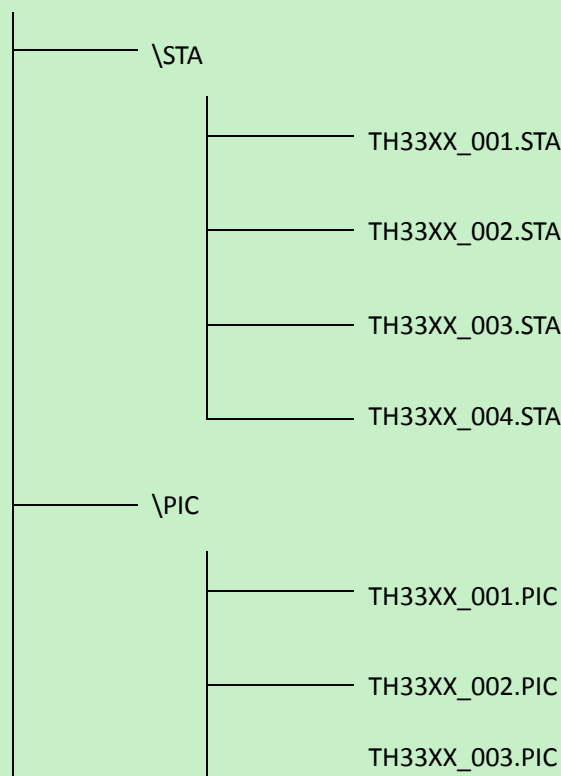 \STA
TH33XX_001.STA
TH33XX_002.STA
TH33XX_003.STA
TH33XX_004.STA
\PIC
TH33XX_001.PIC
TH33XX_002.PIC
TH33XX_003.PIC